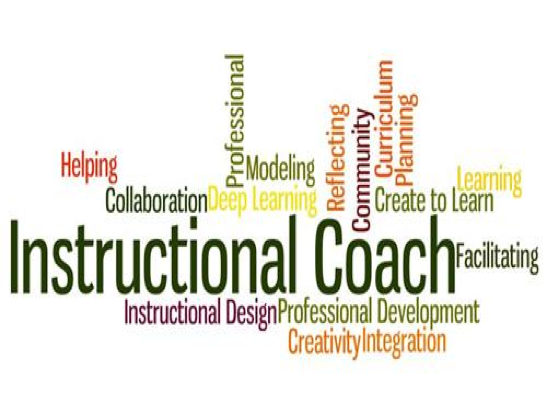 Professional
Curriculum
Planning
Reflecting
Community
Helping
Modeling
Learning
Collaboration
Deep Learning
Create to Learn
Instructional Coach
Facilitating
Instructional Design
Professional Development
Creativity
Integration